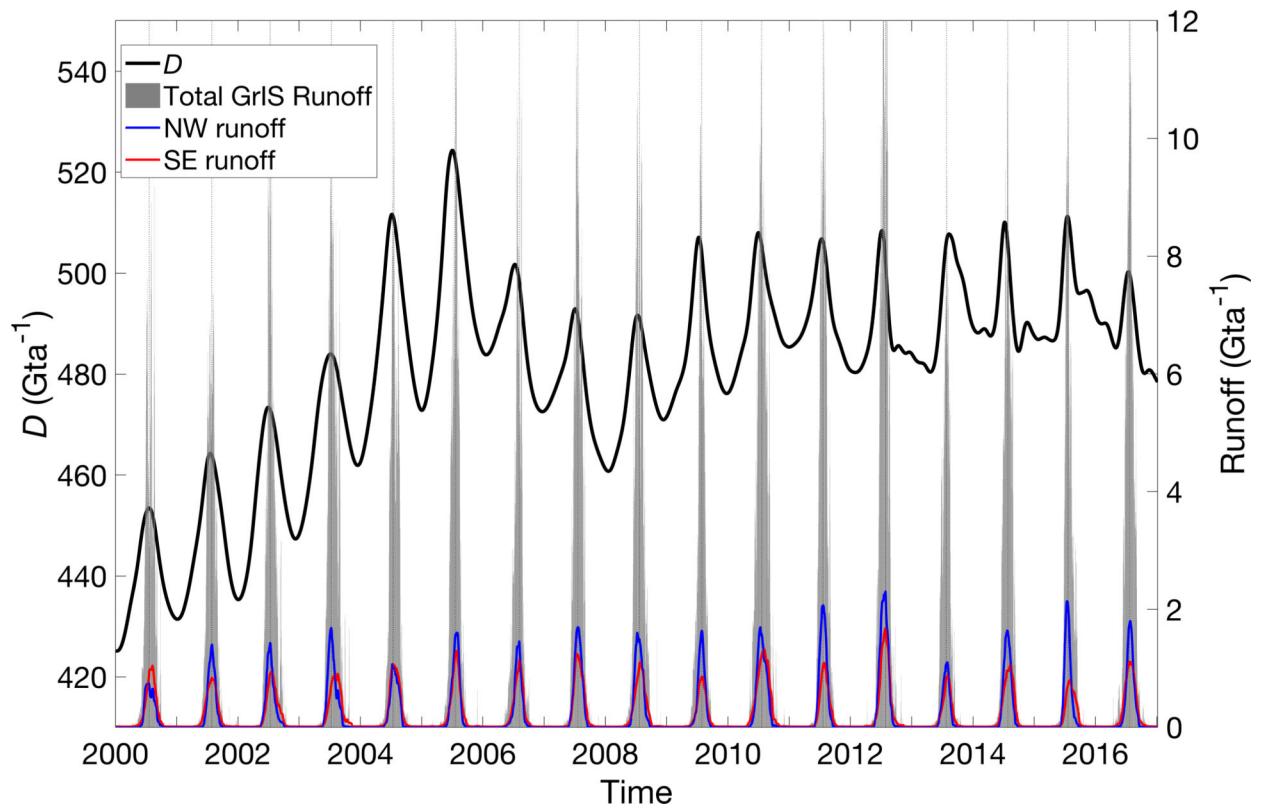 D
Total GrIS Runoff
NW runoff
SE runoff
540
520
500
480
460
440
420
D (Gta⁻¹)
12
10
8
6
4
2
0
Runoff (Gta⁻¹)
2000 2002 2004 2006 2008 2010 2012 2014 2016
Time